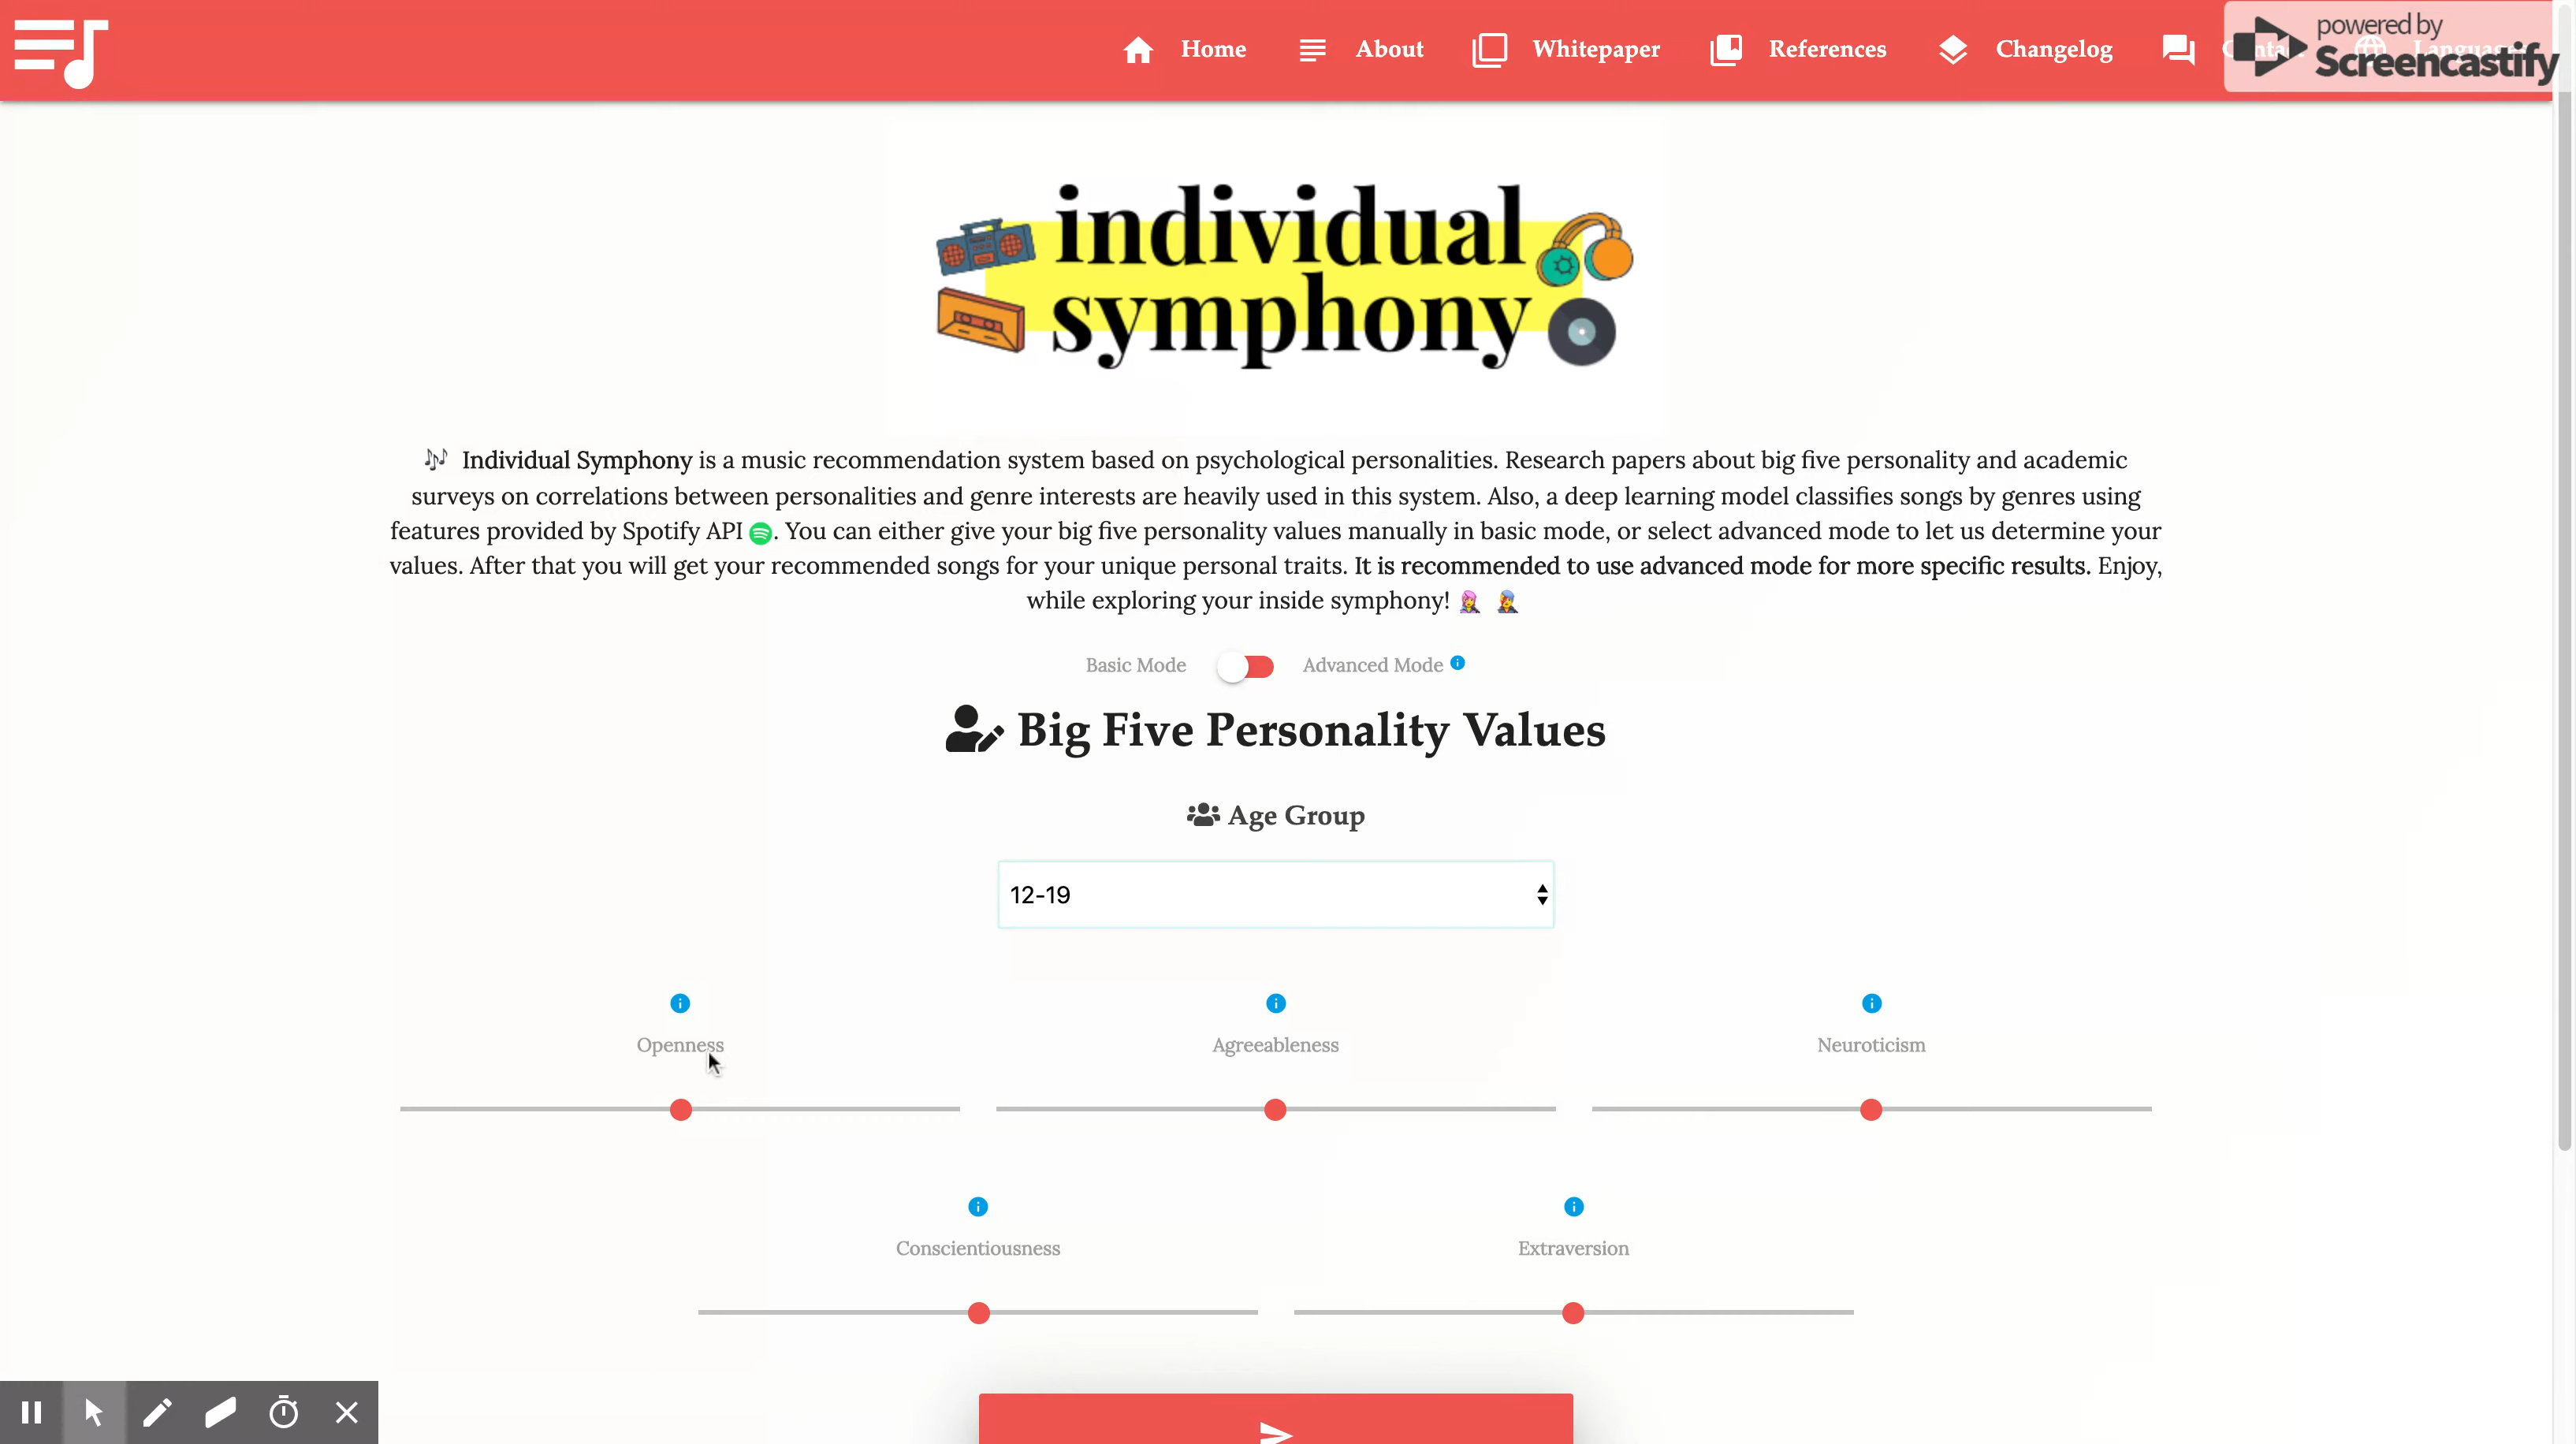 Home About Whitepaper References Changelog
powered by
Screencastify
individual
symphony
Individual Symphony is a music recommendation system based on psychological personalities. Research papers about big five personality and academic
surveys on correlations between personalities and genre interests are heavily used in this system. Also, a deep learning model classifies songs by genres using
features provided by Spotify API . You can either give your big five personality values manually in basic mode, or select advanced mode to let us determine your
values. After that you will get your recommended songs for your unique personal traits. It is recommended to use advanced mode for more specific results. Enjoy,
while exploring your inside symphony!
Basic Mode Advanced Mode
Big Five Personality Values
Age Group
12-19
Openness Agreeableness Neuroticism
Conscientiousness Extraversion